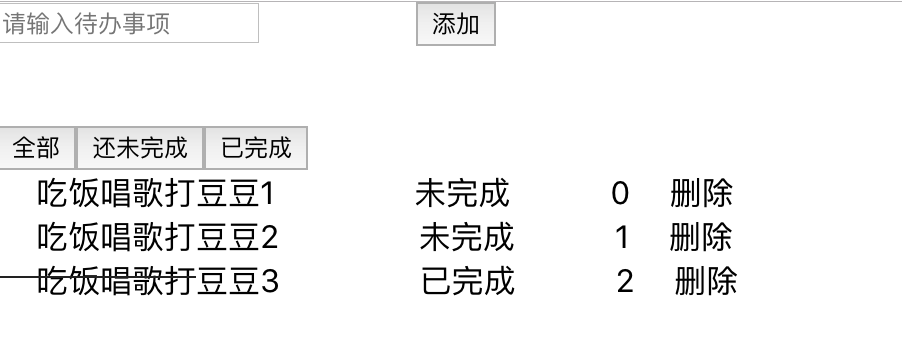 请输入待办事项 添加
全部 还未完成 已完成
吃饭唱歌打豆豆1 未完成 0 删除
吃饭唱歌打豆豆2 未完成 1 删除
吃饭唱歌打豆豆3 已完成 2 删除